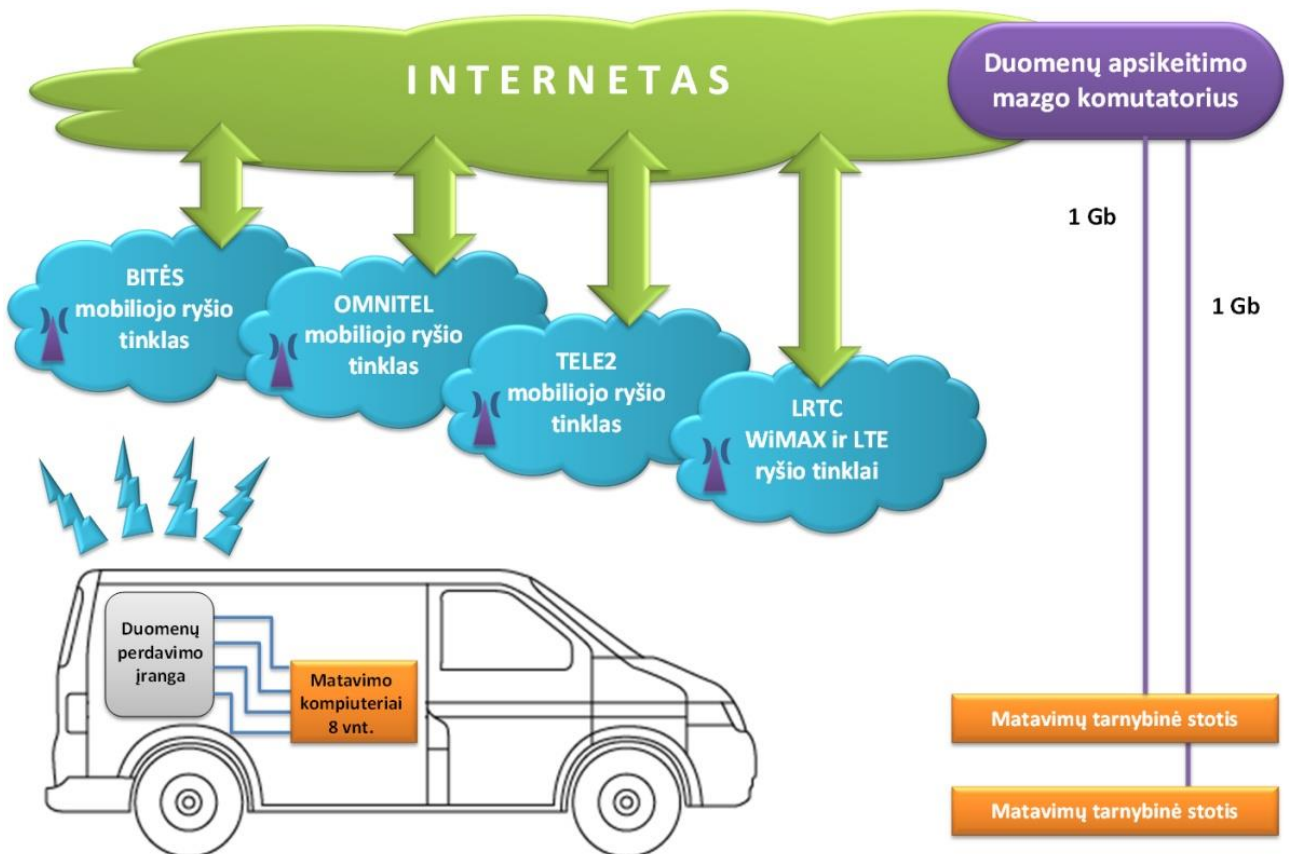 INTERNETAS
Duomenų apsikeitimo
mazgo komutatorius
1 Gb
1 Gb
BITĖS
mobiliojo ryšio
tinklas
OMNITEL
mobiliojo ryšio
tinklas
TELE2
mobiliojo ryšio
tinklas
LRTC
WiMAX ir LTE
ryšio tinklai
Duomenų
perdavimo
įranga
Matavimo
kompiuteriai
8 vnt.
Matavimų tarnybinė stotis
Matavimų tarnybinė stotis